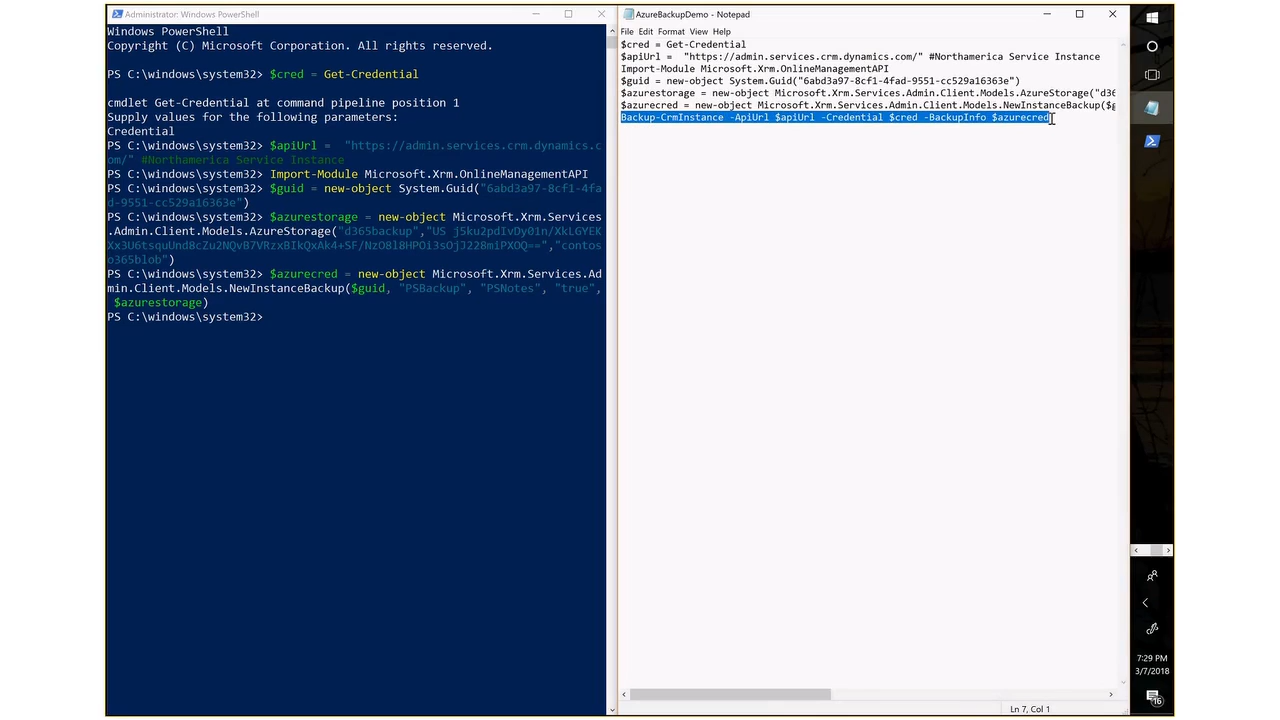 Administrator: Windows PowerShell
Windows PowerShell
Copyright (C) Microsoft Corporation. All rights reserved.
PS C:\windows\system32> $cred = Get-Credential
cmdlet Get-Credential at command pipeline position 1
Supply values for the following parameters:
Credential
PS C:\windows\system32> $apiUrl =  "https://admin.services.crm.dynamics.c
om/" #Northamerica Service Instance
PS C:\windows\system32> Import-Module Microsoft.Xrm.OnlineManagementAPI
PS C:\windows\system32> $guid = new-object System.Guid("6abd3a97-8cf1-4fa
d-9551-cc529a16363e")
PS C:\windows\system32> $azurestorage = new-object Microsoft.Xrm.Services
.Admin.Client.Models.AzureStorage("d365backup","US
o365blob")
PS C:\windows\system32> $azurecred = new-object Microsoft.Xrm.Services.Ad
min.Client.Models.NewInstanceBackup($guid, "PSBackup", "PSNotes", "true",
$azurestorage)
PS C:\windows\system32>
AzureBackupDemo - Notepad
File Edit Format View Help
$cred = Get-Credential
$apiUrl =  "https://admin.services.crm.dynamics.com/" #Northamerica Service Instance
Import-Module Microsoft.Xrm.OnlineManagementAPI
$guid = new-object System.Guid("6abd3a97-8cf1-4fad-9551-cc529a16363e")
$azurestorage = new-object Microsoft.Xrm.Services.Admin.Client.Models.AzureStorage("d36
$azurecred = new-object Microsoft.Xrm.Services.Admin.Client.Models.NewInstanceBackup($g
Backup-CrmInstance -ApiUrl $apiUrl -Credential $cred -BackupInfo $azurecred
Ln 7, Col 1
7:29 PM
3/7/2018
16